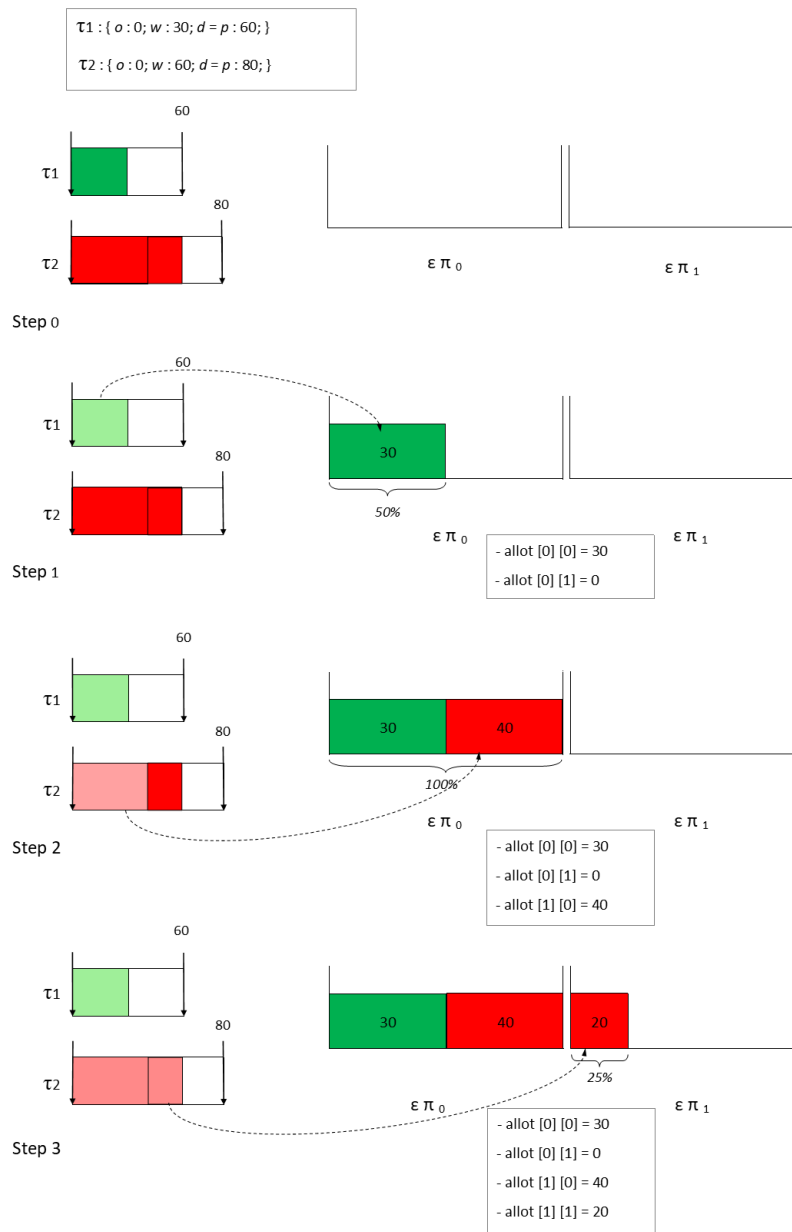 τ1 : { o : 0; w : 30; d = p : 60; }
τ2 : { o : 0; w : 60; d = p : 80; }
60
τ1
80
τ2
ε π 0
ε π 1
Step 0
60
τ1
30
80
τ2
50%
ε π 0
ε π 1
- allot [0] [0] = 30
- allot [0] [1] = 0
Step 1
60
τ1
30
40
80
τ2
100%
ε π 0
ε π 1
Step 2
- allot [0] [0] = 30
- allot [0] [1] = 0
- allot [1] [0] = 40
60
τ1
30
40
20
80
τ2
25%
ε π 0
ε π 1
Step 3
- allot [0] [0] = 30
- allot [0] [1] = 0
- allot [1] [0] = 40
- allot [1] [1] = 20